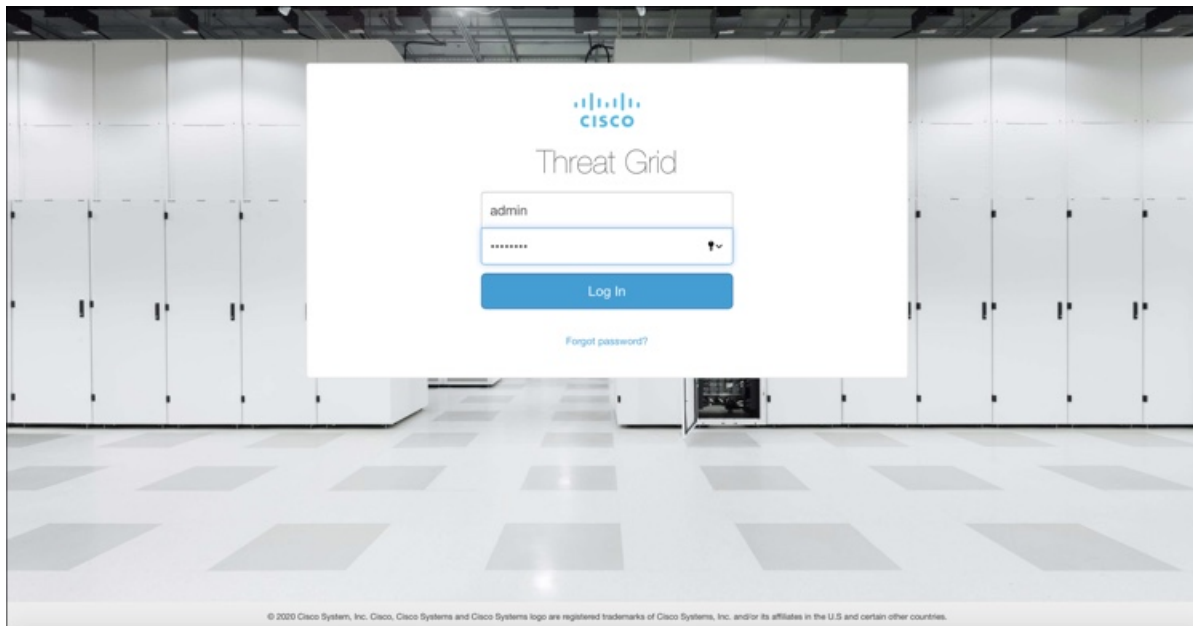 CISCO
Threat Grid
admin
••••••••
Log In
Forgot password?
© 2020 Cisco System, Inc. Cisco, Cisco Systems and Cisco Systems logo are registered trademarks of Cisco Systems, Inc. and/or its affiliates in the U.S and certain other countries.